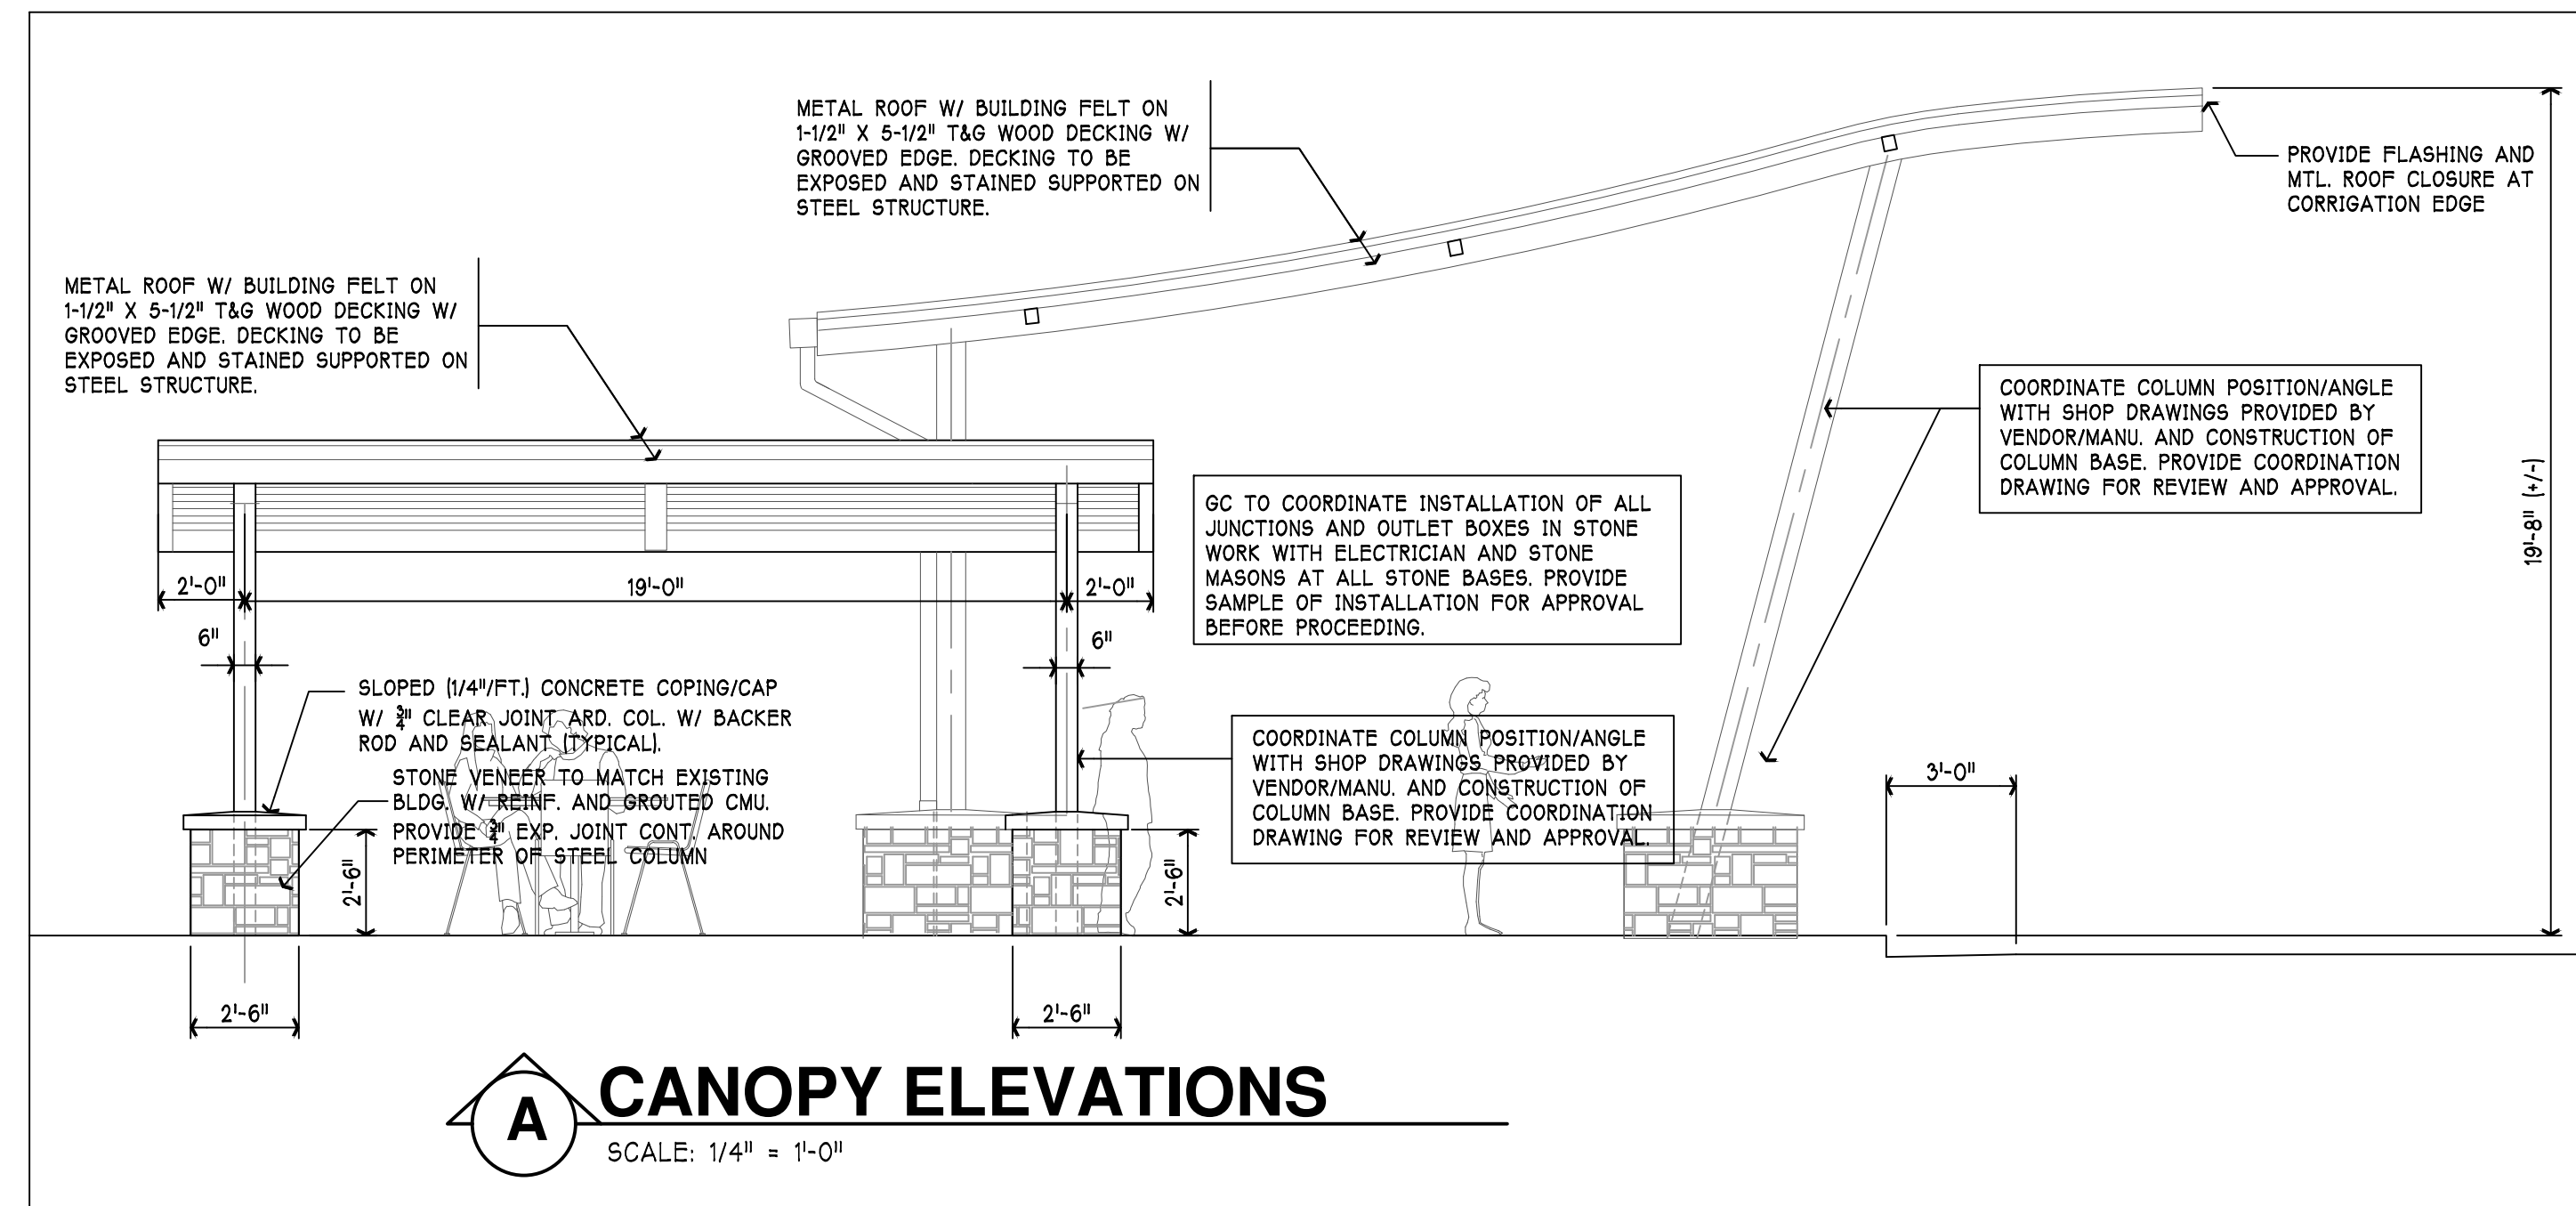 METAL ROOF W/ BUILDING FELT ON
1-1/2" X 5-1/2" T&G WOOD DECKING W/
GROOVED EDGE. DECKING TO BE
EXPOSED AND STAINED SUPPORTED ON
STEEL STRUCTURE.
PROVIDE FLASHING AND
MTL. ROOF CLOSURE AT
CORRIGATION EDGE
METAL ROOF W/ BUILDING FELT ON
1-1/2" X 5-1/2" T&G WOOD DECKING W/
GROOVED EDGE. DECKING TO BE
EXPOSED AND STAINED SUPPORTED ON
STEEL STRUCTURE.
COORDINATE COLUMN POSITION/ANGLE
WITH SHOP DRAWINGS PROVIDED BY
VENDOR/MANU. AND CONSTRUCTION OF
COLUMN BASE. PROVIDE COORDINATION
DRAWING FOR REVIEW AND APPROVAL.
19'-8" (+/-)
GC TO COORDINATE INSTALLATION OF ALL
JUNCTIONS AND OUTLET BOXES IN STONE
WORK WITH ELECTRICIAN AND STONE
MASONS AT ALL STONE BASES. PROVIDE
SAMPLE OF INSTALLATION FOR APPROVAL
BEFORE PROCEEDING.
2'-0"
19'-0"
2'-0"
6"
6"
SLOPED (1/4"/FT.) CONCRETE COPING/CAP
W/ 3/4" CLEAR JOINT ARD. COL. W/ BACKER
ROD AND SEALANT (TYPICAL).
STONE VENEER TO MATCH EXISTING
BLDG. W/ REINF. AND GROUTED CMU.
PROVIDE 3/4" EXP. JOINT CONT. AROUND
PERIMETER OF STEEL COLUMN
COORDINATE COLUMN POSITION/ANGLE
WITH SHOP DRAWINGS PROVIDED BY
VENDOR/MANU. AND CONSTRUCTION OF
COLUMN BASE. PROVIDE COORDINATION
DRAWING FOR REVIEW AND APPROVAL.
3'-0"
2'-6"
2'-6"
2'-6"
2'-6"
A
CANOPY ELEVATIONS
SCALE: 1/4" = 1'-0"